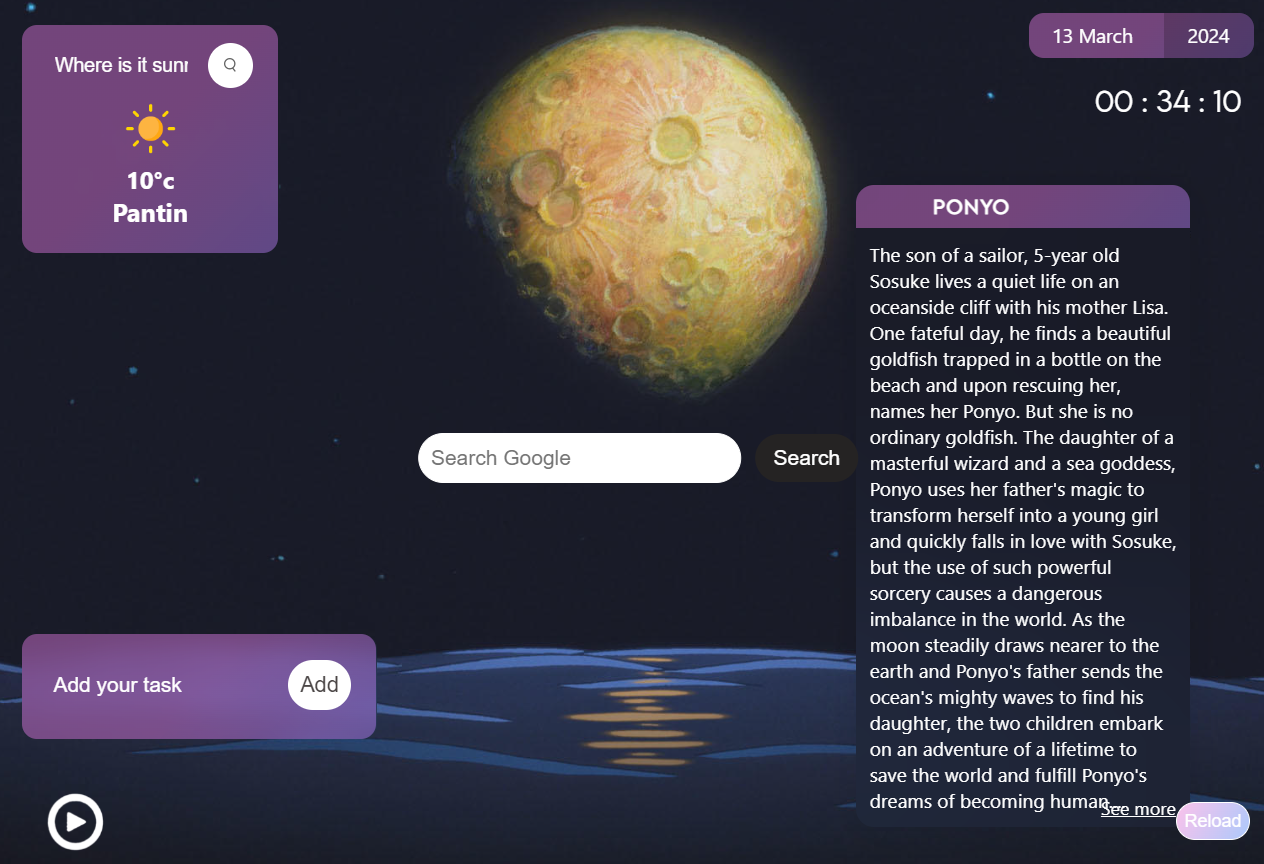 Where is it sunr
10°c
Pantin
13 March 2024
00 : 34 : 10
PONYO
The son of a sailor, 5-year old
Sosuke lives a quiet life on an
oceanside cliff with his mother Lisa.
One fateful day, he finds a beautiful
goldfish trapped in a bottle on the
beach and upon rescuing her,
names her Ponyo. But she is no
ordinary goldfish. The daughter of a
masterful wizard and a sea goddess,
Ponyo uses her father's magic to
transform herself into a young girl
and quickly falls in love with Sosuke,
but the use of such powerful
sorcery causes a dangerous
imbalance in the world. As the
moon steadily draws nearer to the
earth and Ponyo's father sends the
ocean's mighty waves to find his
daughter, the two children embark
on an adventure of a lifetime to
save the world and fulfill Ponyo's
dreams of becoming human...
See more
Reload
Search Google
Search
Add your task
Add